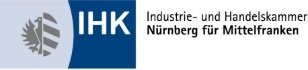 IHK
Industrie- und Handelskammer
Nürnberg für Mittelfranken